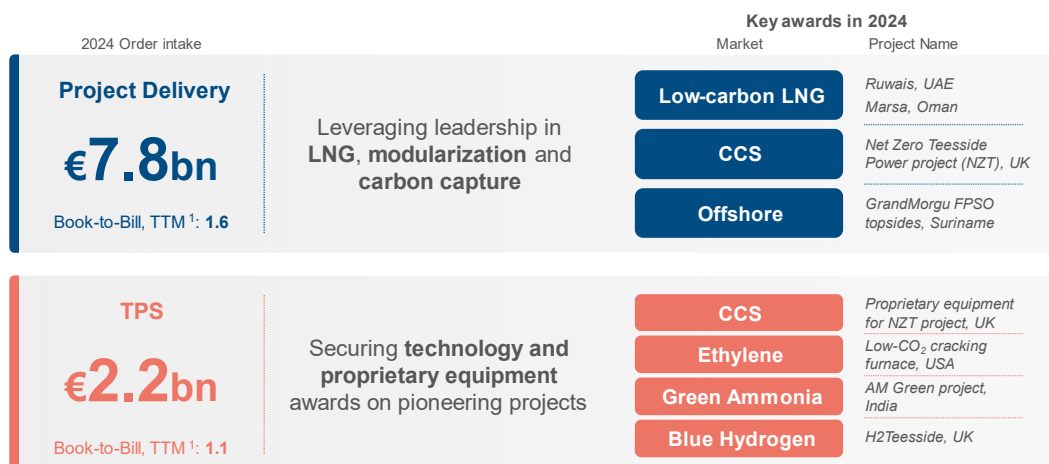 Key awards in 2024
2024 Order intake
Market
Project Name
Project Delivery
€7.8bn
Book-to-Bill, TTM ¹: 1.6
Leveraging leadership in
LNG, modularization and
carbon capture
Low-carbon LNG
Ruwais, UAE
Marsa, Oman
CCS
Net Zero Teesside
Power project (NZT), UK
Offshore
GrandMorgu FPSO
topsides, Suriname
TPS
€2.2bn
Book-to-Bill, TTM ¹: 1.1
Securing technology and
proprietary equipment
awards on pioneering projects
CCS
Proprietary equipment
for NZT project, UK
Ethylene
Low-CO₂ cracking
furnace, USA
Green Ammonia
AM Green project,
India
Blue Hydrogen
H2Teesside, UK